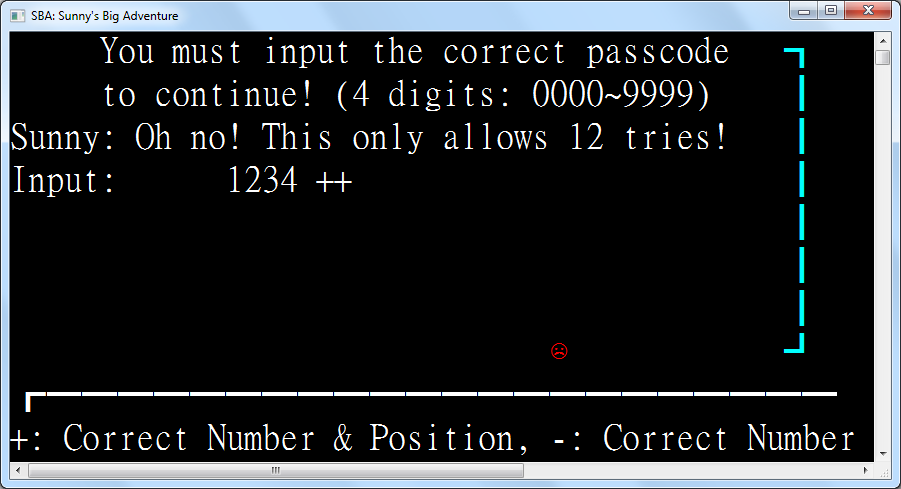 SBA: Sunny's Big Adventure
You must input the correct passcode
to continue! (4 digits: 0000~9999)
Sunny: Oh no! This only allows 12 tries!
Input: 1234 ++
+: Correct Number & Position, -: Correct Number